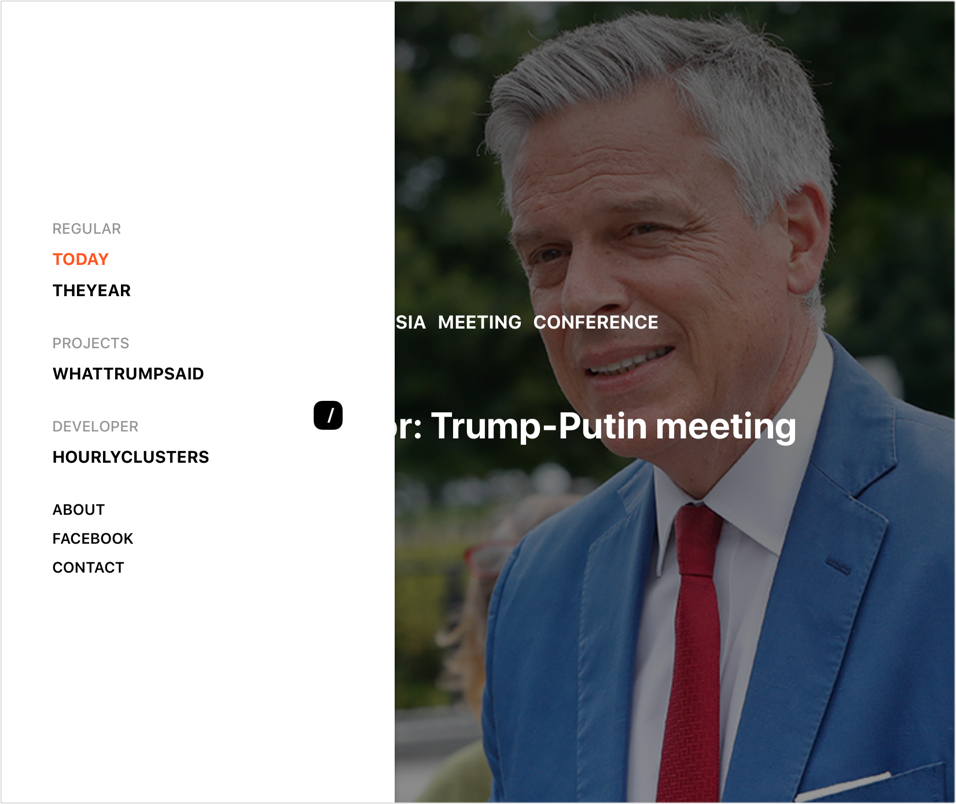 REGULAR
TODAY
THEYEAR
PROJECTS
WHATTRUMPSAID
DEVELOPER
HOURLYCLUSTERS
ABOUT
FACEBOOK
CONTACT
/
SIA MEETING CONFERENCE
r: Trump-Putin meeting